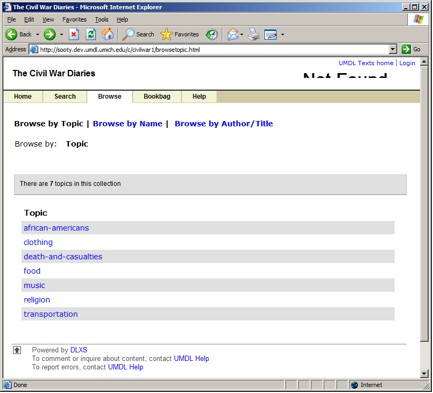 The Civil War Diaries - Microsoft Internet Explorer
File Edit View Favorites Tools Help
Back Search Favorites
Address http://sooty.dev.umdl.umich.edu/c/civilwar1/browsetopic.html Go
UMDL Texts home | Login
The Civil War Diaries Not Found
Home Search Browse Bookbag Help
Browse by Topic | Browse by Name | Browse by Author/Title
Browse by: Topic
There are 7 topics in this collection
Topic
african-americans
clothing
death-and-casualties
food
music
religion
transportation
Powered by DLXS
To comment or inquire about content, contact UMDL Help
To report errors, contact UMDL Help
Done Internet